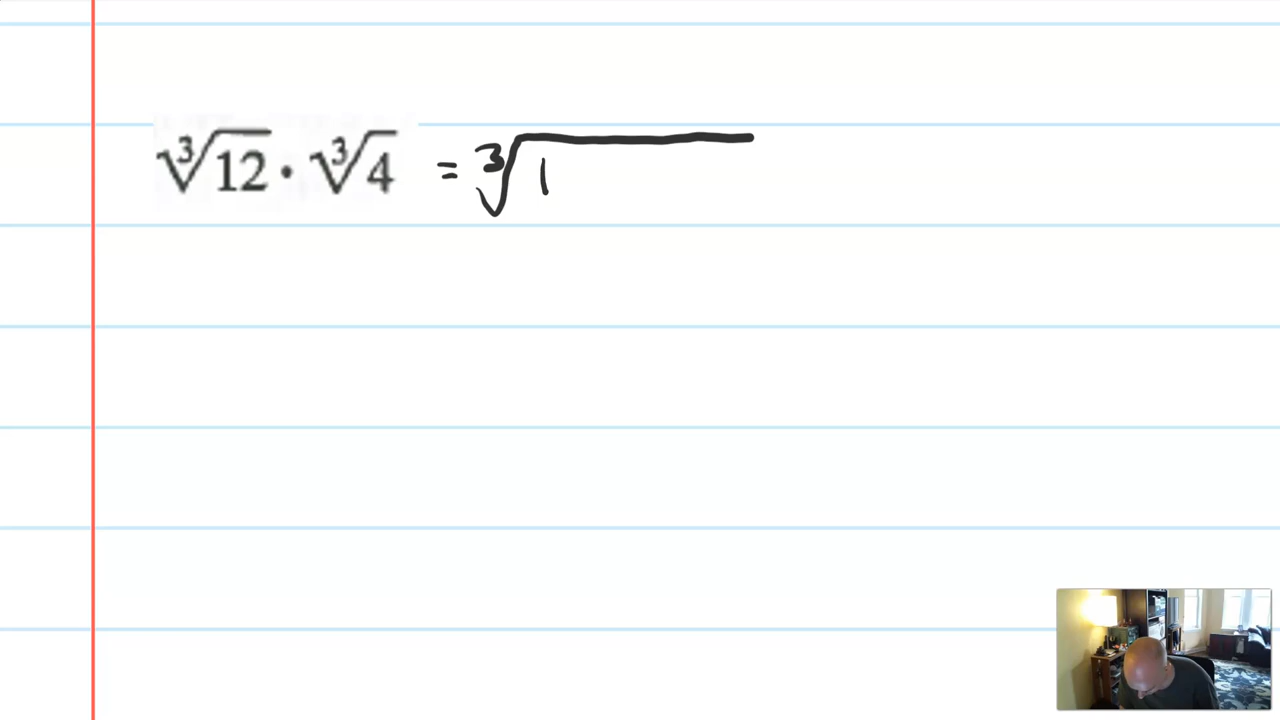 ∛12 · ∛4 = ∛1